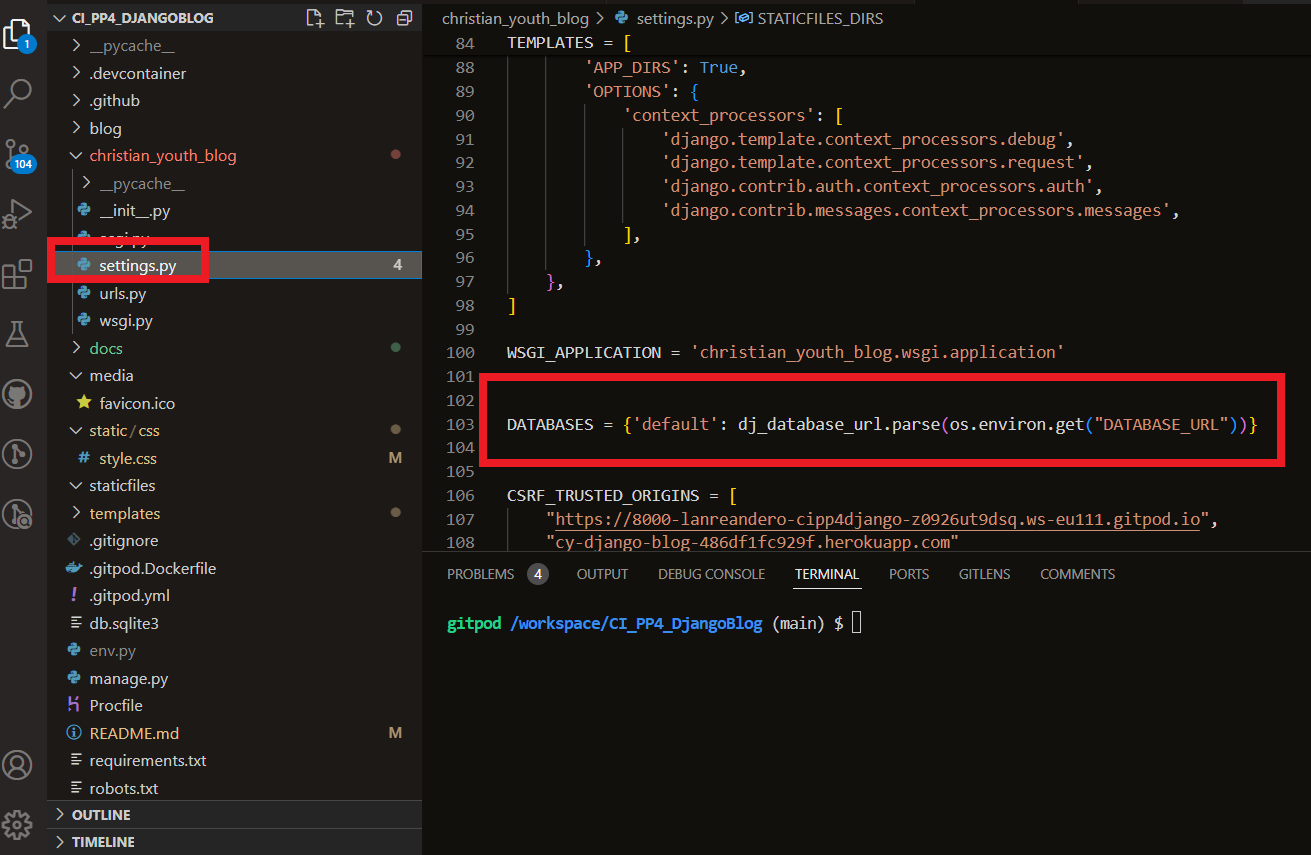 CI_PP4_DJANGOBLOG
1
__pycache__
.devcontainer
.github
blog
104
christian_youth_blog
__pycache__
__init__.py
settings.py 4
urls.py
wsgi.py
docs
media
favicon.ico
static/css
style.css M
staticfiles
templates
.gitignore
.gitpod.Dockerfile
.gitpod.yml
db.sqlite3
env.py
manage.py
Procfile
README.md M
requirements.txt
robots.txt
OUTLINE
TIMELINE
christian_youth_blog > settings.py > STATICFILES_DIRS
84 TEMPLATES = [
88 'APP_DIRS': True,
89 'OPTIONS': {
90 'context_processors': [
91 'django.template.context_processors.debug',
92 'django.template.context_processors.request',
93 'django.contrib.auth.context_processors.auth',
94 'django.contrib.messages.context_processors.messages',
95 ],
96 },
97 },
98 ]
99
100 WSGI_APPLICATION = 'christian_youth_blog.wsgi.application'
101
102
103 DATABASES = {'default': dj_database_url.parse(os.environ.get("DATABASE_URL"))}
104
105
106 CSRF_TRUSTED_ORIGINS = [
107 "https://8000-lanreandero-cipp4django-z0926ut9dsq.ws-eu111.gitpod.io",
108 "cy-django-blog-486df1fc929f.herokuapp.com"
PROBLEMS 4 OUTPUT DEBUG CONSOLE TERMINAL PORTS GITLENS COMMENTS
gitpod /workspace/CI_PP4_DjangoBlog (main) $